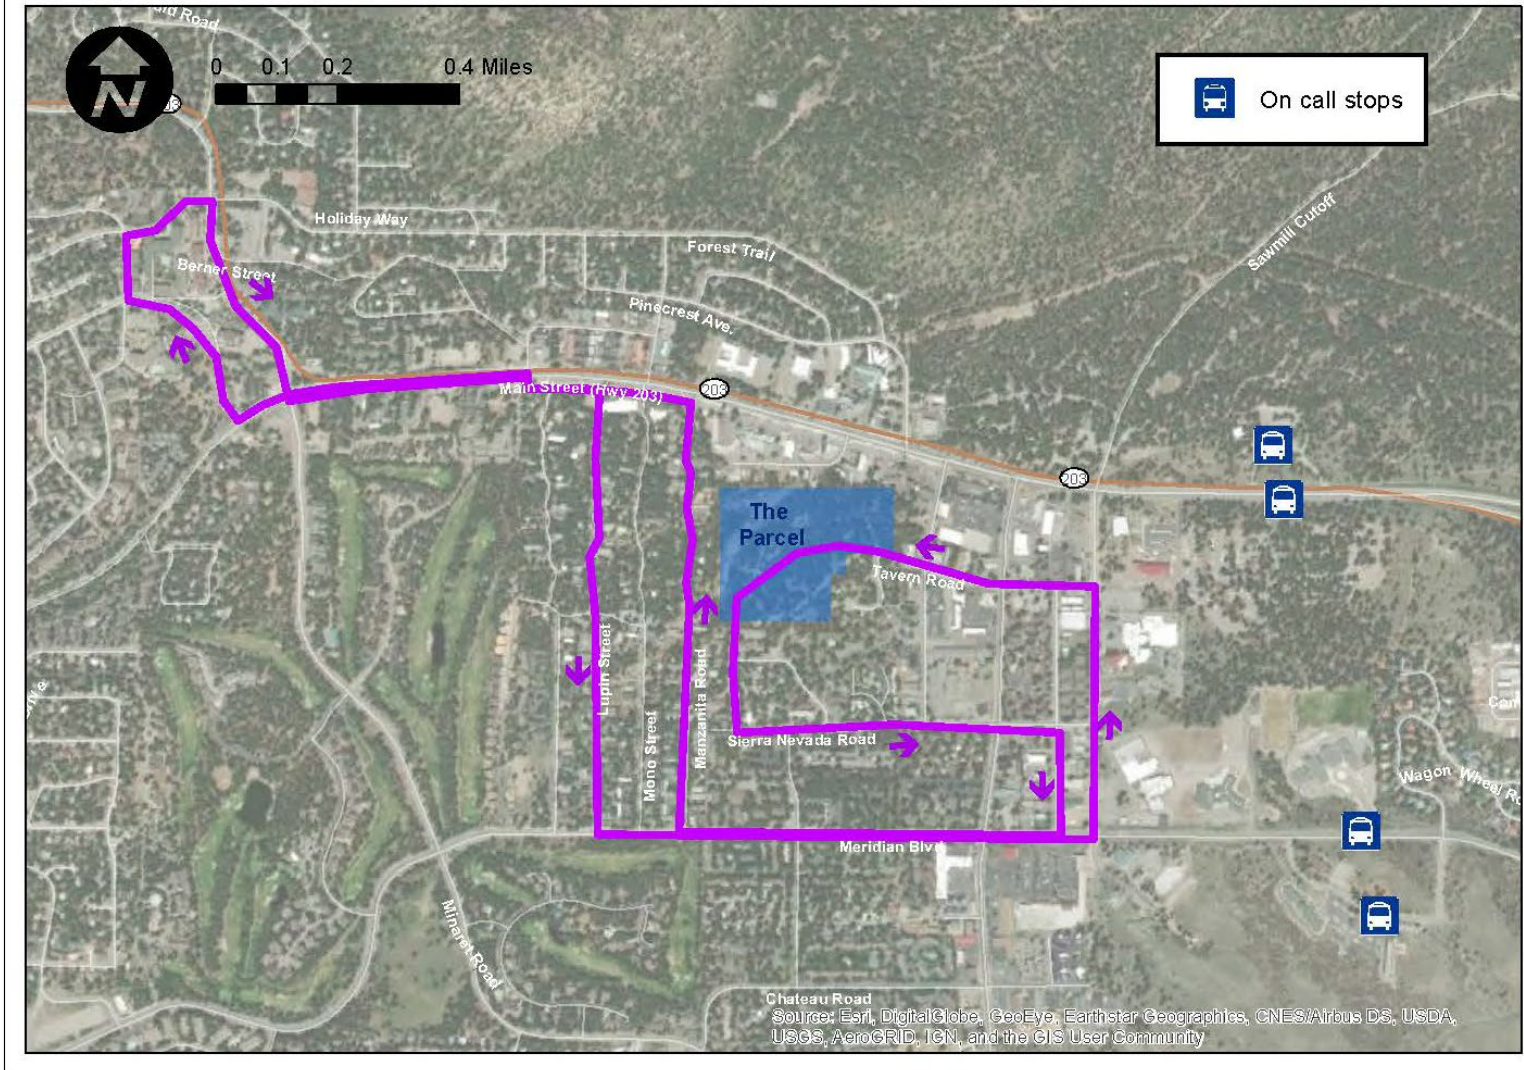 0 0.1 0.2 0.4 Miles
N
On call stops
Holiday Way
Sawmill Cutoff
Forest Trail
Berner Street
Pinecrest Ave.
Main Street (Hwy 203)
203
203
The
Parcel
Tavern Road
Lupin Street
Manzanita Road
Mono Street
Sierra Nevada Road
Wagon Wheel
Meridian Blvd
Minaret Road
Chateau Road
Source: Esri, DigitalGlobe, GeoEye, Earthstar Geographics, CNES/Airbus DS, USDA,
USGS, AeroGRID, IGN, and the GIS User Community